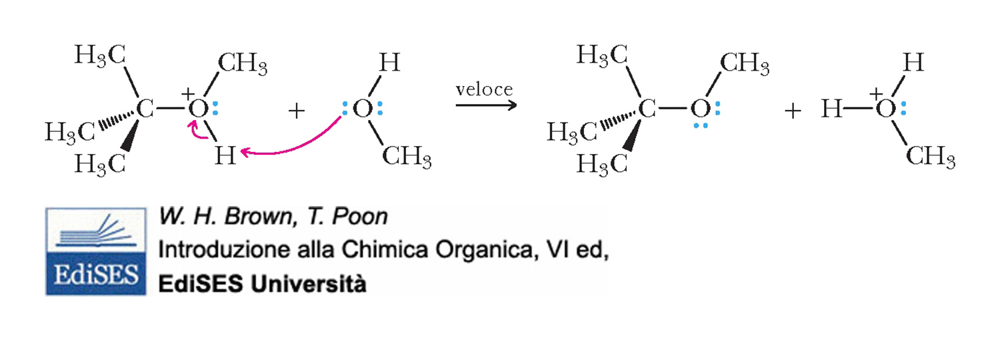 H₃C CH₃ H H₃C CH₃ H
C—O⁺: + :O: veloce C—O: + H—O⁺:
H₃C H₃C H CH₃ H₃C H₃C CH₃
W. H. Brown, T. Poon
Introduzione alla Chimica Organica, VI ed,
EdiSES
EdiSES Università